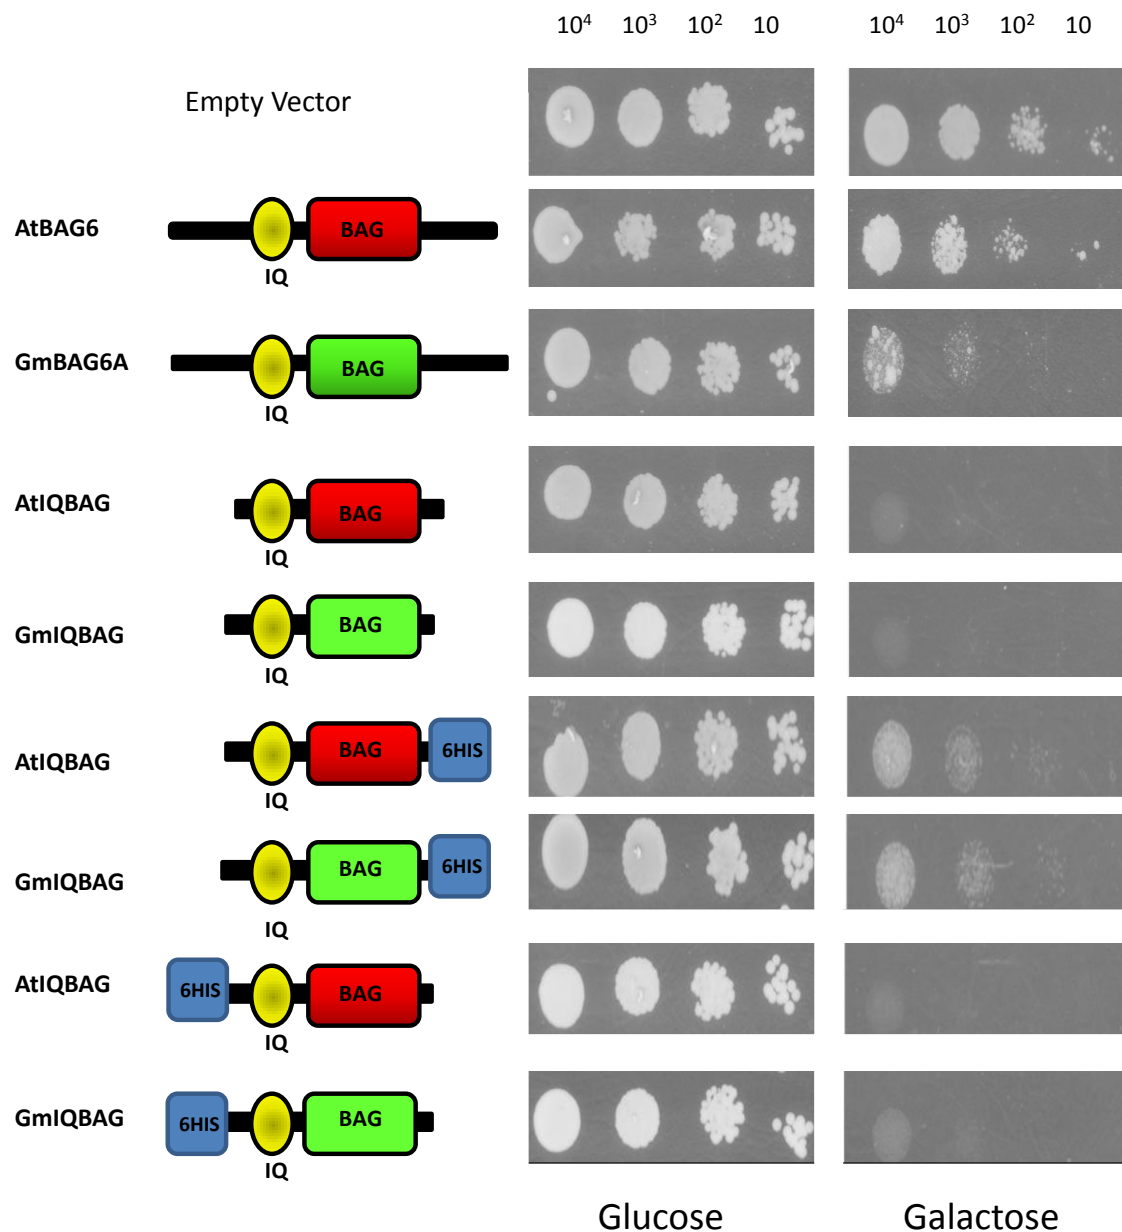 10⁴ 10³ 10² 10 10⁴ 10³ 10² 10
Empty Vector
AtBAG6 BAG
IQ
GmBAG6A BAG
IQ
AtIQBAG BAG
IQ
GmIQBAG BAG
IQ
AtIQBAG BAG 6HIS
IQ
GmIQBAG BAG 6HIS
IQ
AtIQBAG 6HIS BAG
IQ
GmIQBAG 6HIS BAG
IQ
Glucose Galactose